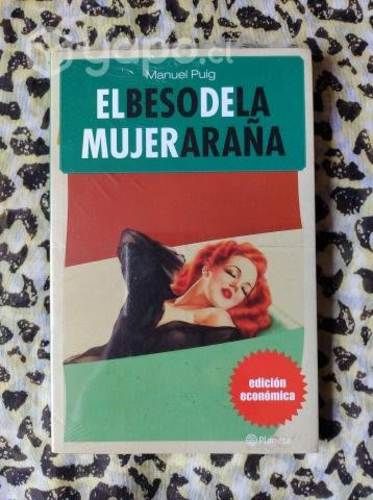 yapo.cl
Manuel Puig
ELBESODELA
MUJERARAÑA
edición
económica
Planeta